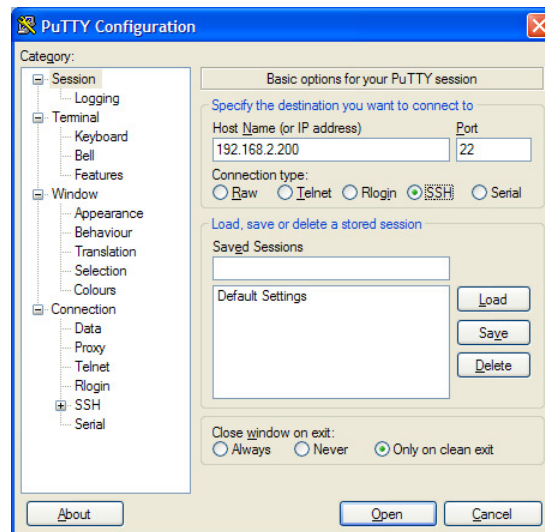 PuTTY Configuration
Category:
Session
Logging
Terminal
Keyboard
Bell
Features
Window
Appearance
Behaviour
Translation
Selection
Colours
Connection
Data
Proxy
Telnet
Rlogin
SSH
Serial
Basic options for your PuTTY session
Specify the destination you want to connect to
Host Name (or IP address) Port
192.168.2.200 22
Connection type:
Raw Telnet Rlogin SSH Serial
Load, save or delete a stored session
Saved Sessions
Default Settings
Load
Save
Delete
Close window on exit:
Always Never Only on clean exit
About Open Cancel